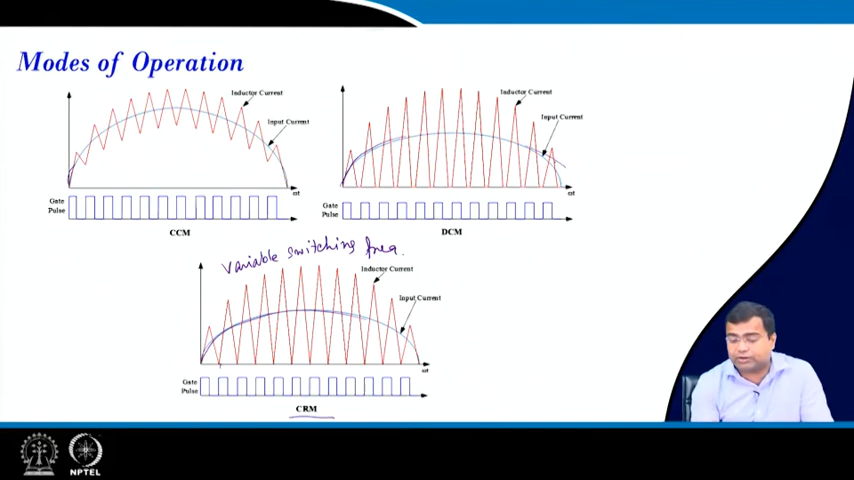 Modes of Operation
Inductor Current
Input Current
Gate
Pulse
ωt
CCM
Inductor Current
Input Current
Gate
Pulse
ωt
DCM
variable switching freq.
Inductor Current
Input Current
Gate
Pulse
ωt
CRM
NPTEL